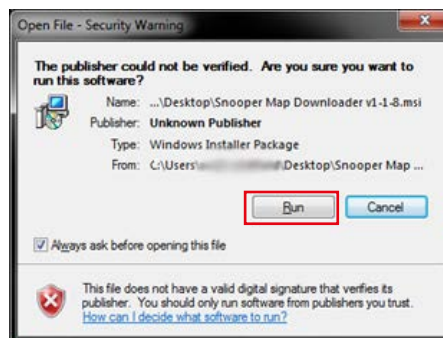 Open File - Security Warning
The publisher could not be verified. Are you sure you want to
run this software?
Name: ...\Desktop\Snooper Map Downloader v1-1-8.msi
Publisher: Unknown Publisher
Type: Windows Installer Package
From: C:\Users\ \Desktop\Snooper Map ...
Run Cancel
Always ask before opening this file
This file does not have a valid digital signature that verifies its
publisher. You should only run software from publishers you trust.
How can I decide what software to run?